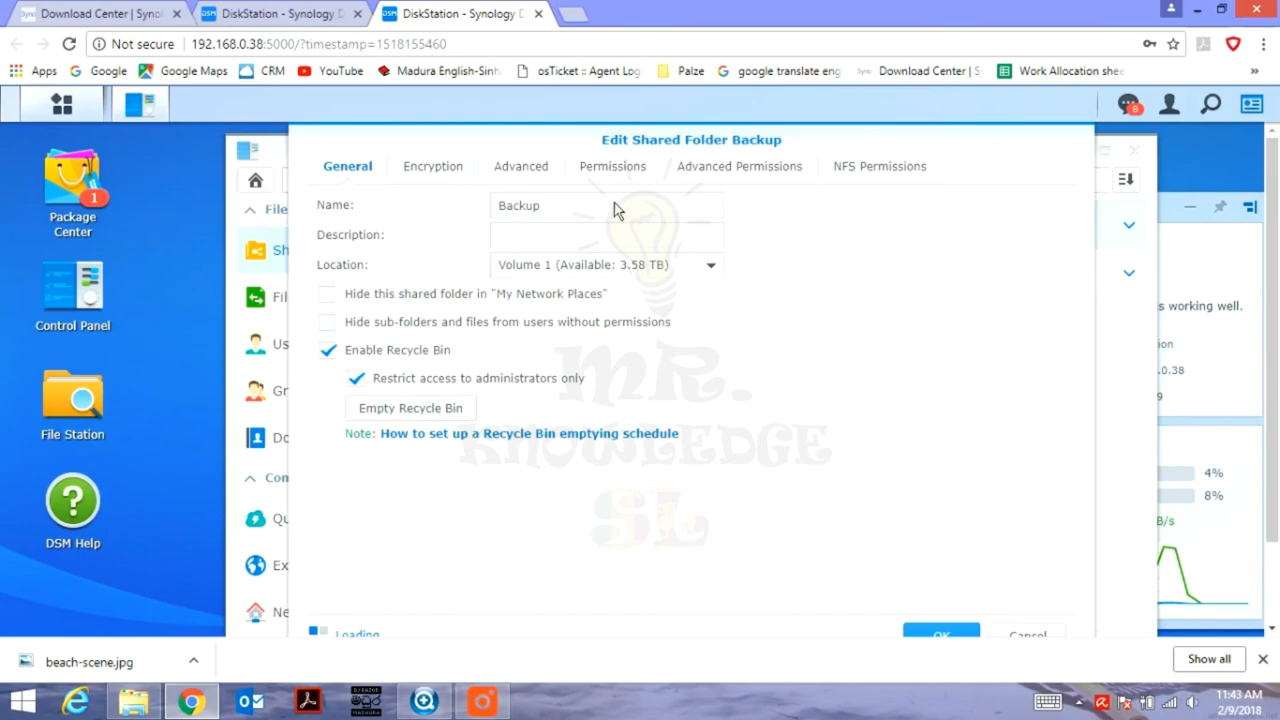 Download Center | Synol
DiskStation - Synology D
DiskStation - Synology D
Not secure
192.168.0.38:5000/?timestamp=1518155460
Apps
Google
Google Maps
CRM
YouTube
Madura English-Sinh
osTicket :: Agent Log
Palze
google translate eng
Download Center | Sy
Work Allocation shee
»
8
Edit Shared Folder Backup
General
Encryption
Advanced
Permissions
Advanced Permissions
NFS Permissions
1
Package
Center
Control Panel
File Station
DSM Help
File
Sh
Fil
Us
Gr
Do
Con
Qu
Ex
Ne
Name:
Backup
Description:
Location:
Volume 1 (Available: 3.58 TB)
Hide this shared folder in "My Network Places"
Hide sub-folders and files from users without permissions
Enable Recycle Bin
Restrict access to administrators only
Empty Recycle Bin
Note: How to set up a Recycle Bin emptying schedule
MR.
KNOWLEDGE
SL
s working well.
ion
.0.38
9
4%
8%
B/s
Loading
OK
Cancel
beach-scene.jpg
Show all
11:43 AM
2/9/2018